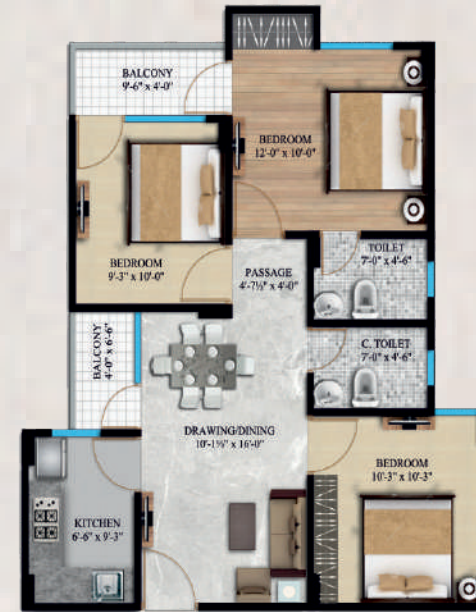 BALCONY
9'-6" x 4'-0"
BEDROOM
12'-0" x 10'-0"
BEDROOM
9'-3" x 10'-0"
PASSAGE
4'-7½" x 4'-0"
TOILET
7'-0" x 4'-6"
BALCONY
4'-0" x 6'-6"
C. TOILET
7'-0" x 4'-6"
DRAWING/DINING
10'-1½" x 16'-0"
BEDROOM
10'-3" x 10'-3"
KITCHEN
6'-6" x 9'-3"